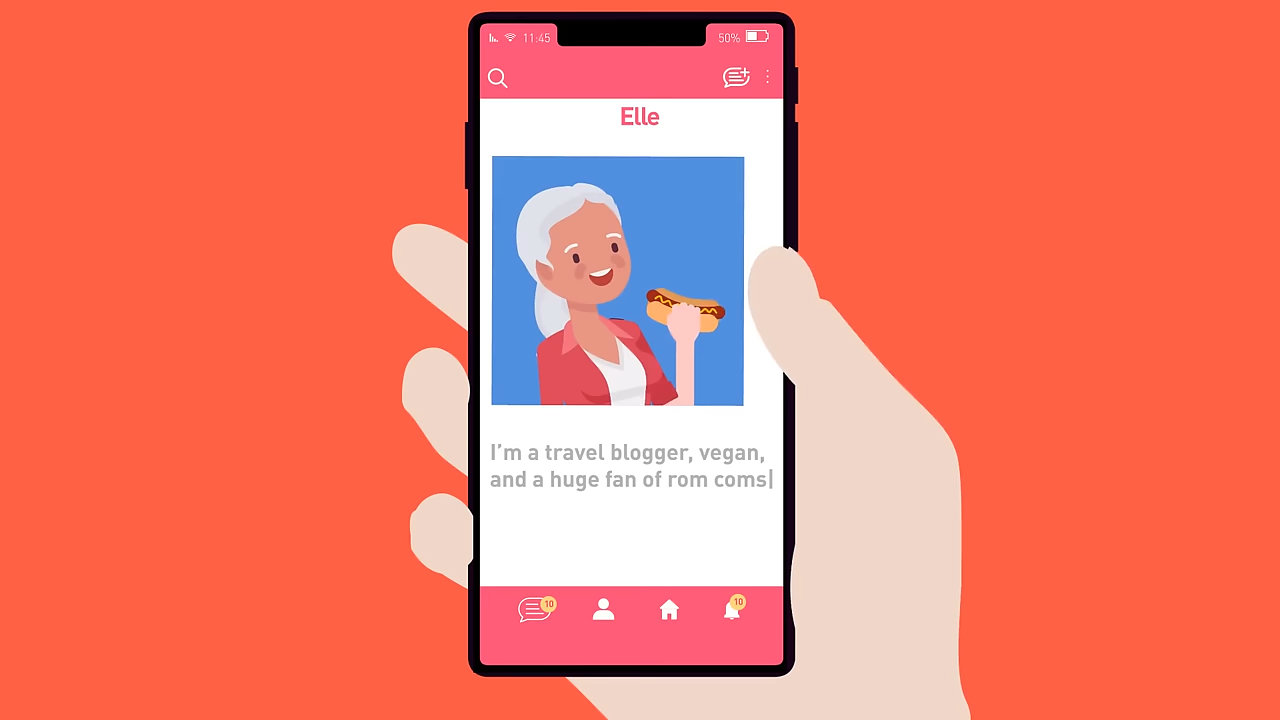 11:45
50%
Elle
I'm a travel blogger, vegan,
and a huge fan of rom coms|
10
10